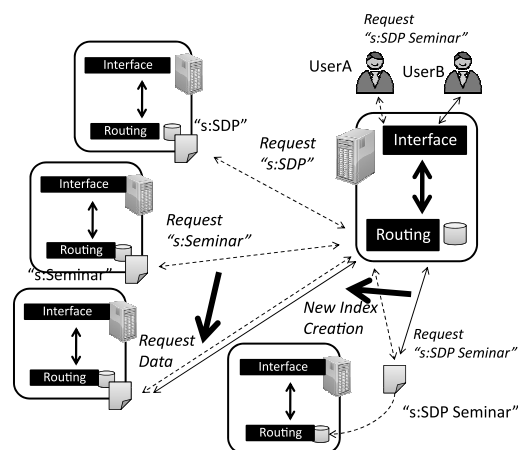 Request
“s:SDP Seminar”
UserA
UserB
Interface
Routing
“s:SDP”
Request
“s:SDP”
Interface
Routing
Interface
Routing
“s:Seminar”
Request
“s:Seminar”
Interface
Routing
Request
Data
New Index
Creation
Request
“s:SDP Seminar”
Interface
Routing
“s:SDP Seminar”